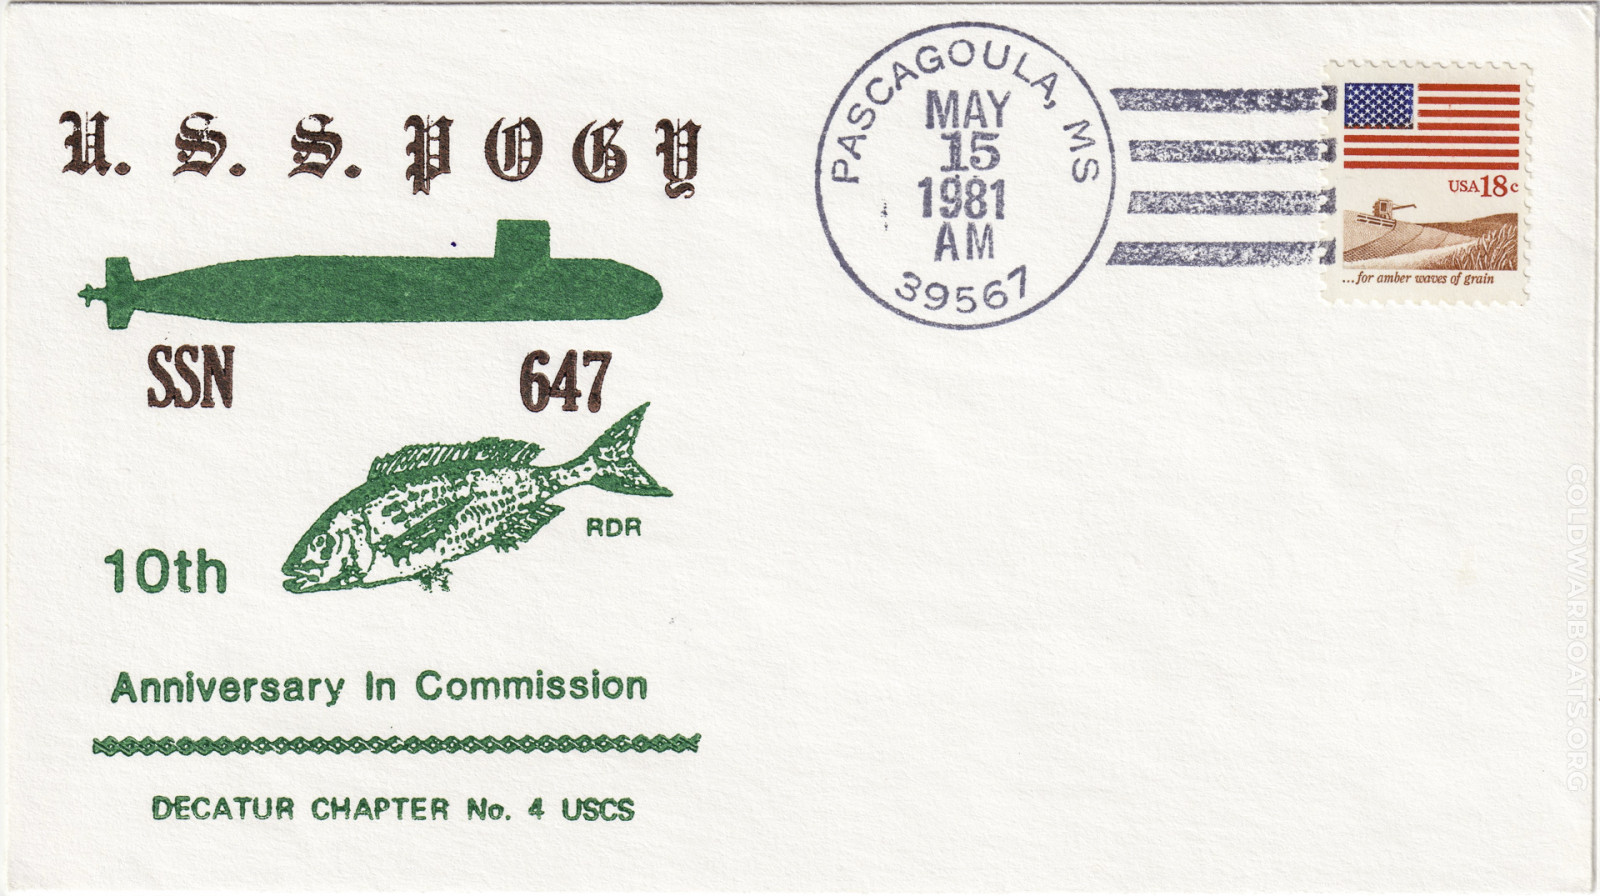 U. S. S. POGY
SSN 647
RDR
10th
Anniversary In Commission
DECATUR CHAPTER No. 4 USCS
PASCAGOULA, MS
MAY
15
1981
AM
39567
USA 18c
...for amber waves of grain
COLDWARBOATS.ORG